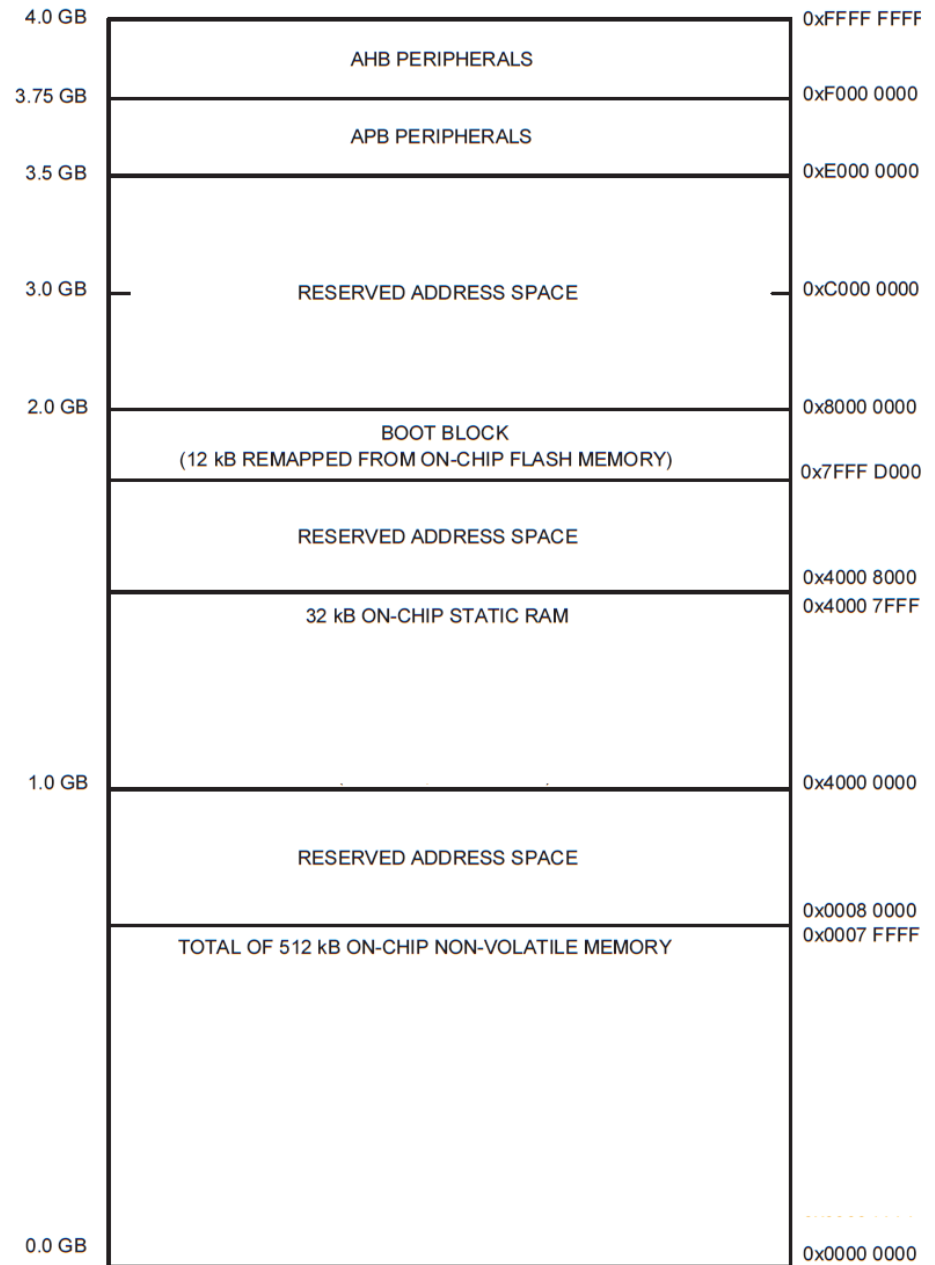 4.0 GB
0xFFFF FFFF
AHB PERIPHERALS
3.75 GB
0xF000 0000
APB PERIPHERALS
3.5 GB
0xE000 0000
3.0 GB
RESERVED ADDRESS SPACE
0xC000 0000
2.0 GB
0x8000 0000
BOOT BLOCK
(12 kB REMAPPED FROM ON-CHIP FLASH MEMORY)
0x7FFF D000
RESERVED ADDRESS SPACE
0x4000 8000
0x4000 7FFF
32 kB ON-CHIP STATIC RAM
1.0 GB
0x4000 0000
RESERVED ADDRESS SPACE
0x0008 0000
0x0007 FFFF
TOTAL OF 512 kB ON-CHIP NON-VOLATILE MEMORY
0.0 GB
0x0000 0000